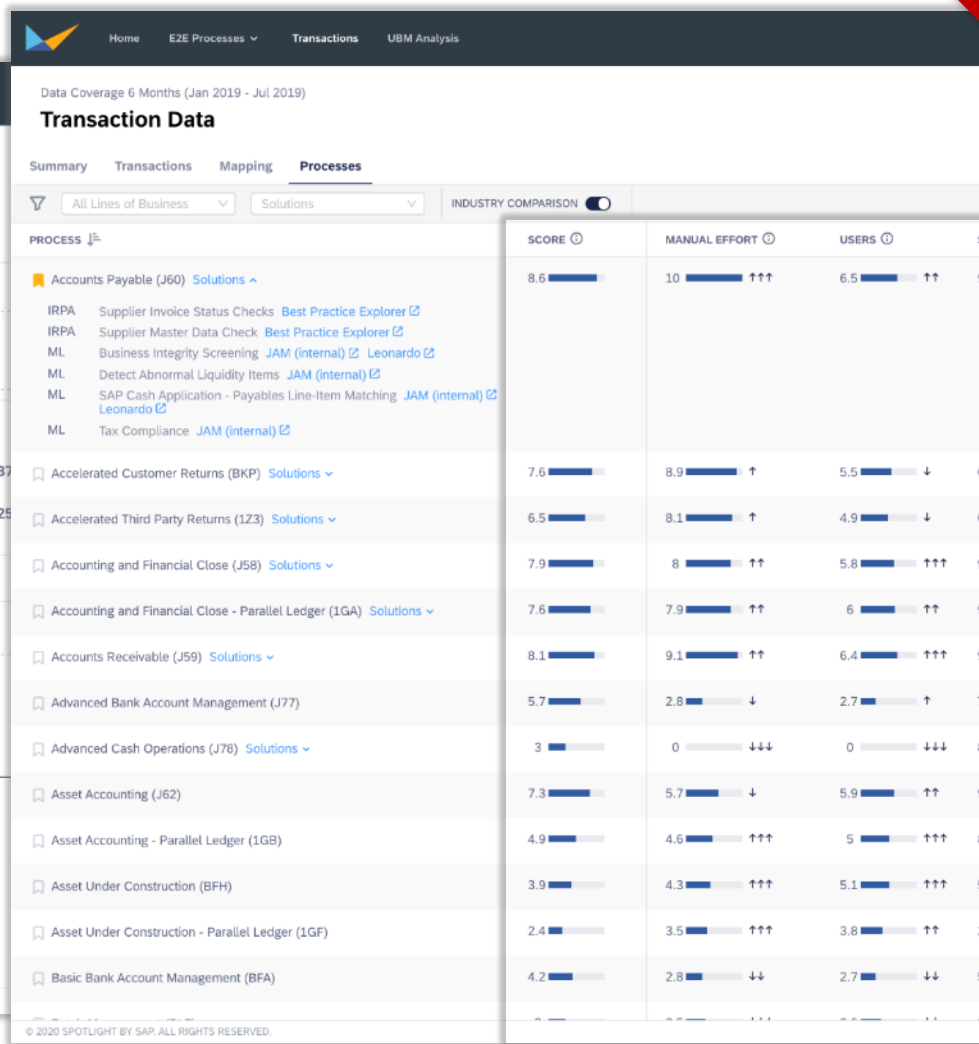 Home E2E Processes Transactions UBM Analysis
Data Coverage 6 Months (Jan 2019 - Jul 2019)
Transaction Data
Summary Transactions Mapping Processes
All Lines of Business Solutions INDUSTRY COMPARISON
PROCESS SCORE MANUAL EFFORT USERS
Accounts Payable (J60) Solutions 8.6 10 ↑↑↑ 6.5 ↑↑
IRPA Supplier Invoice Status Checks Best Practice Explorer
IRPA Supplier Master Data Check Best Practice Explorer
ML Business Integrity Screening JAM (internal) Leonardo
ML Detect Abnormal Liquidity Items JAM (internal)
ML SAP Cash Application - Payables Line-Item Matching JAM (internal)
Leonardo
ML Tax Compliance JAM (internal)
Accelerated Customer Returns (BKP) Solutions 7.6 8.9 ↑ 5.5 ↓
Accelerated Third Party Returns (1Z3) Solutions 6.5 8.1 ↑ 4.9 ↓
Accounting and Financial Close (J58) Solutions 7.9 8 ↑↑ 5.8 ↑↑↑
Accounting and Financial Close - Parallel Ledger (1GA) Solutions 7.6 7.9 ↑↑ 6 ↑↑
Accounts Receivable (J59) Solutions 8.1 9.1 ↑↑ 6.4 ↑↑↑
Advanced Bank Account Management (J77) 5.7 2.8 ↓ 2.7 ↑
Advanced Cash Operations (J78) Solutions 3 0 ↓↓↓ 0 ↓↓↓
Asset Accounting (J62) 7.3 5.7 ↓ 5.9 ↑↑
Asset Accounting - Parallel Ledger (1GB) 4.9 4.6 ↑↑↑ 5 ↑↑↑
Asset Under Construction (BFH) 3.9 4.3 ↑↑↑ 5.1 ↑↑↑
Asset Under Construction - Parallel Ledger (1GF) 2.4 3.5 ↑↑↑ 3.8 ↑↑
Basic Bank Account Management (BFA) 4.2 2.8 ↓↓ 2.7 ↓↓
© 2020 SPOTLIGHT BY SAP. ALL RIGHTS RESERVED.